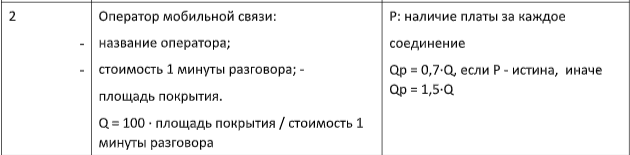 2
Оператор мобильной связи:
- название оператора;
- стоимость 1 минуты разговора; -
площадь покрытия.
Q = 100 · площадь покрытия / стоимость 1
минуты разговора
P: наличие платы за каждое
соединение
Qp = 0,7·Q, если P - истина, иначе
Qp = 1,5·Q